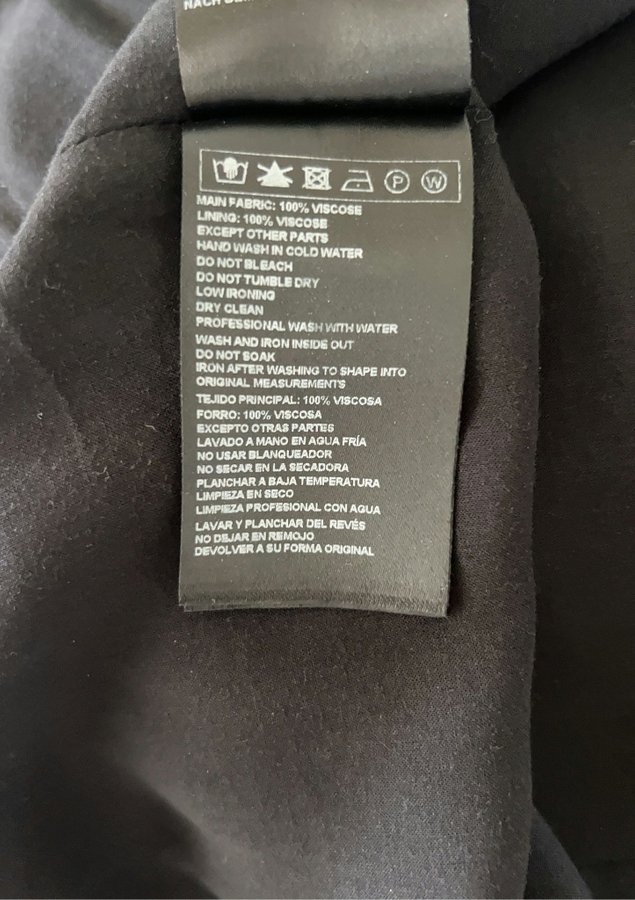 NACH
P W
MAIN FABRIC: 100% VISCOSE
LINING: 100% VISCOSE
EXCEPT OTHER PARTS
HAND WASH IN COLD WATER
DO NOT BLEACH
DO NOT TUMBLE DRY
LOW IRONING
DRY CLEAN
PROFESSIONAL WASH WITH WATER
WASH AND IRON INSIDE OUT
DO NOT SOAK
IRON AFTER WASHING TO SHAPE INTO
ORIGINAL MEASUREMENTS
TEJIDO PRINCIPAL: 100% VISCOSA
FORRO: 100% VISCOSA
EXCEPTO OTRAS PARTES
LAVADO A MANO EN AGUA FRÍA
NO USAR BLANQUEADOR
NO SECAR EN LA SECADORA
PLANCHAR A BAJA TEMPERATURA
LIMPIEZA EN SECO
LIMPIEZA PROFESIONAL CON AGUA
LAVAR Y PLANCHAR DEL REVÉS
NO DEJAR EN REMOJO
DEVOLVER A SU FORMA ORIGINAL